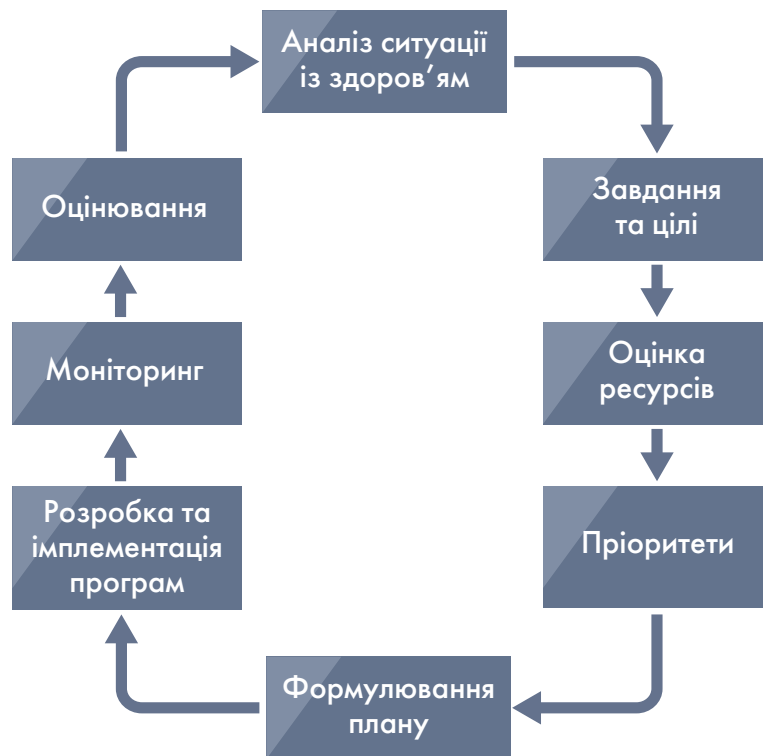 Аналіз ситуації
із здоров’ям
Завдання
та цілі
Оцінка
ресурсів
Пріоритети
Формулювання
плану
Розробка та
імплементація
програм
Моніторинг
Оцінювання